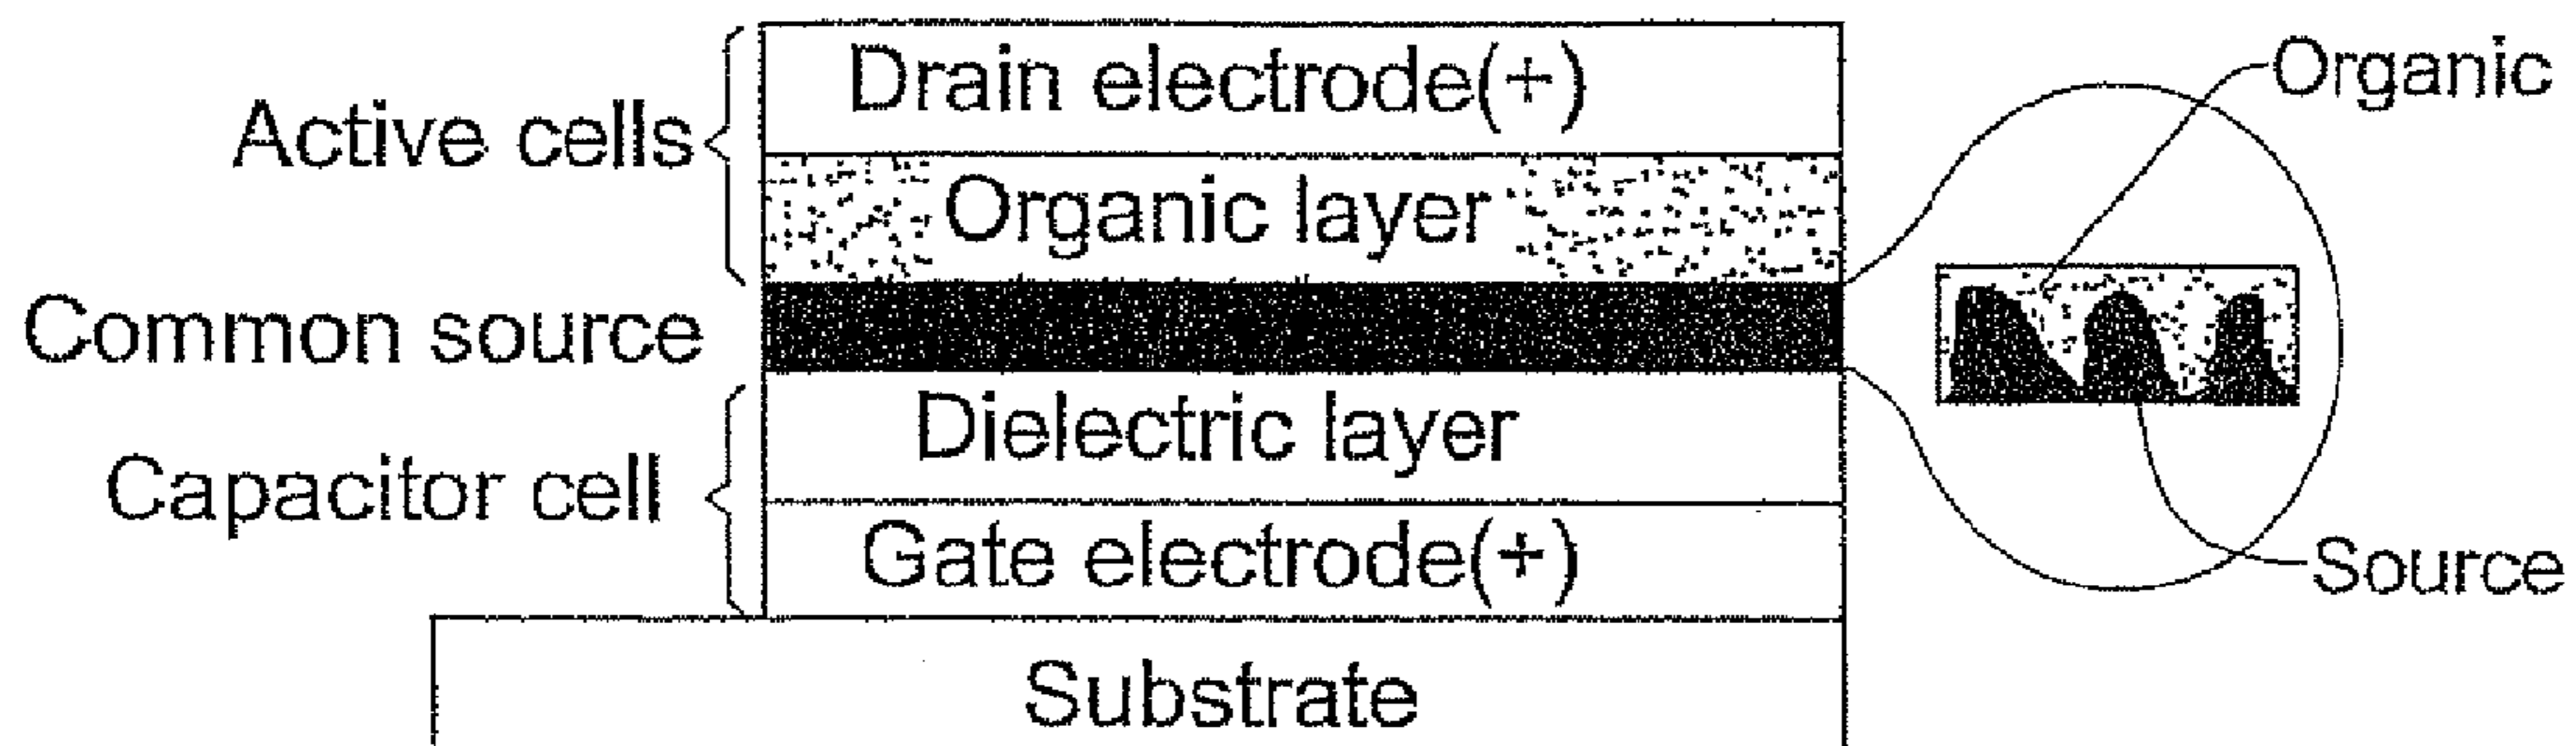 Drain electrode(+)
Organic
Active cells
Organic layer
Common source
Dielectric layer
Capacitor cell
Gate electrode(+)
Source
Substrate